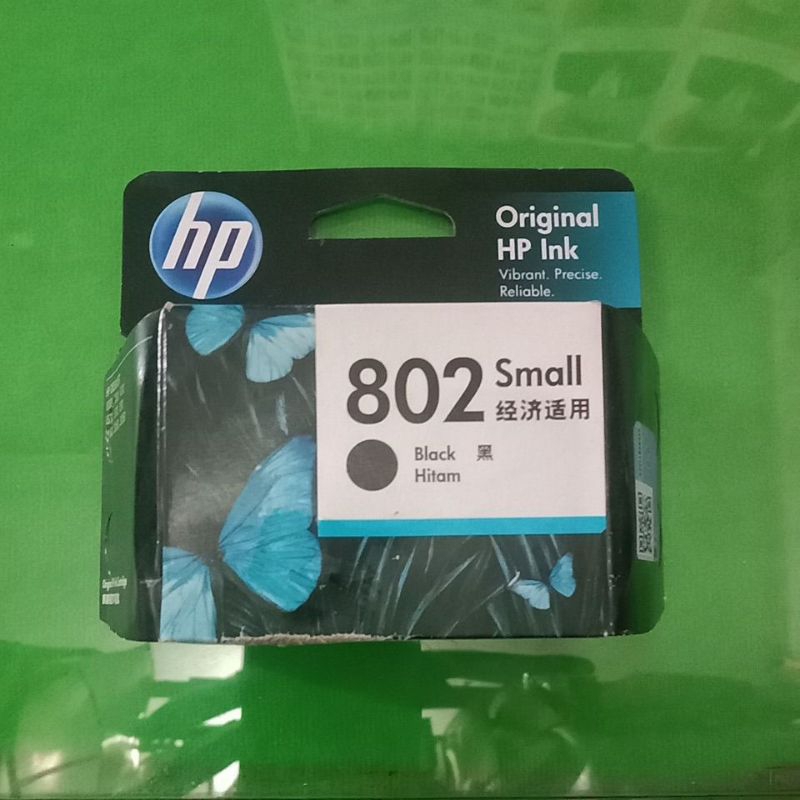 hp
Original
HP Ink
Vibrant. Precise.
Reliable.
802 Small
经济适用
Black 黑
Hitam